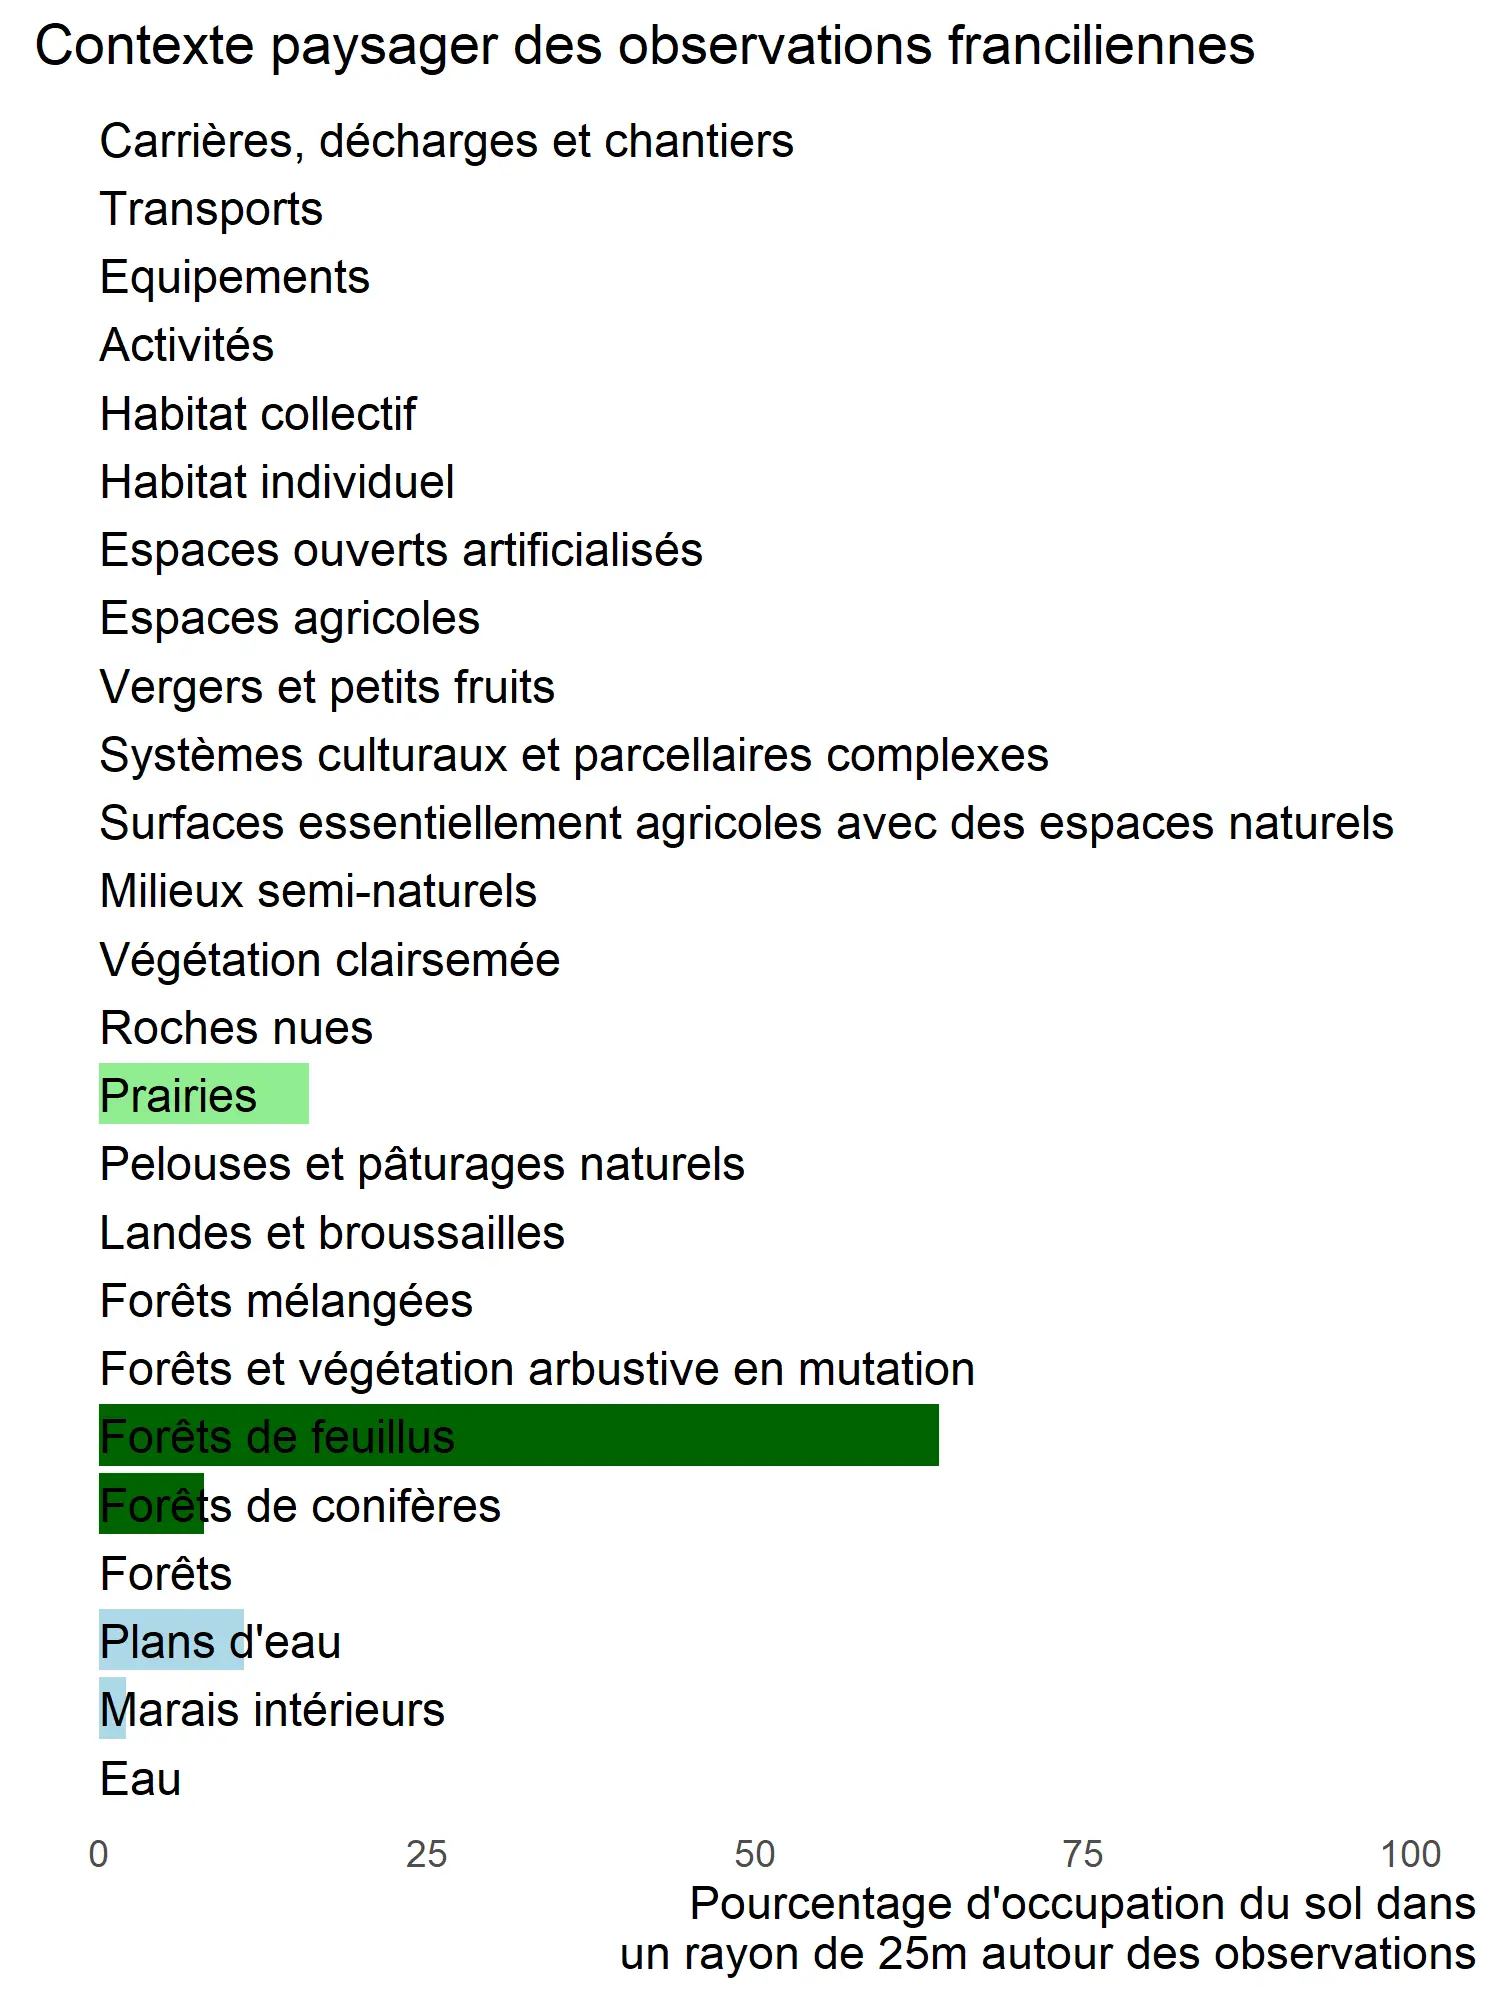 Contexte paysager des observations franciliennes
Carrières, décharges et chantiers
Transports
Equipements
Activités
Habitat collectif
Habitat individuel
Espaces ouverts artificialisés
Espaces agricoles
Vergers et petits fruits
Systèmes culturaux et parcellaires complexes
Surfaces essentiellement agricoles avec des espaces naturels
Milieux semi-naturels
Végétation clairsemée
Roches nues
Prairies
Pelouses et pâturages naturels
Landes et broussailles
Forêts mélangées
Forêts et végétation arbustive en mutation
Forêts de feuillus
Forêts de conifères
Forêts
Plans d'eau
Marais intérieurs
Eau
0 25 50 75 100
Pourcentage d'occupation du sol dans
un rayon de 25m autour des observations